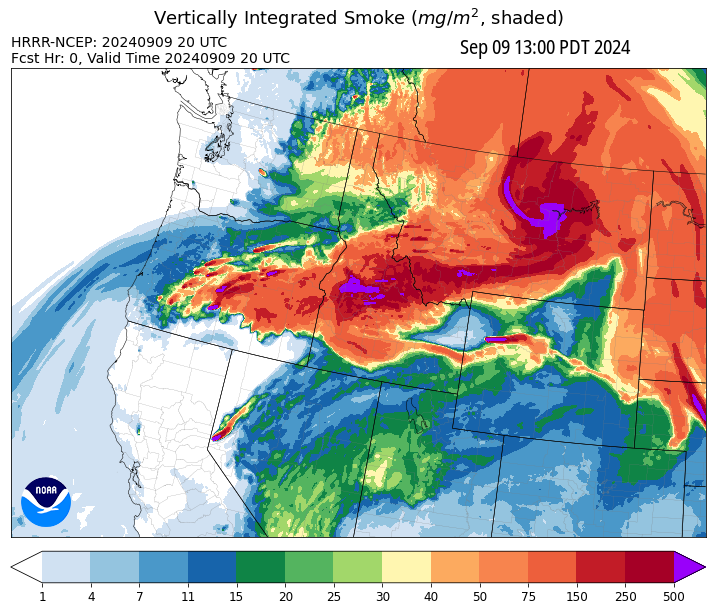 Vertically Integrated Smoke (mg/m², shaded)
HRRR-NCEP: 20240909 20 UTC
Fcst Hr: 0, Valid Time 20240909 20 UTC
Sep 09 13:00 PDT 2024
NOAA
1 4 7 11 15 20 25 30 40 50 75 150 250 500